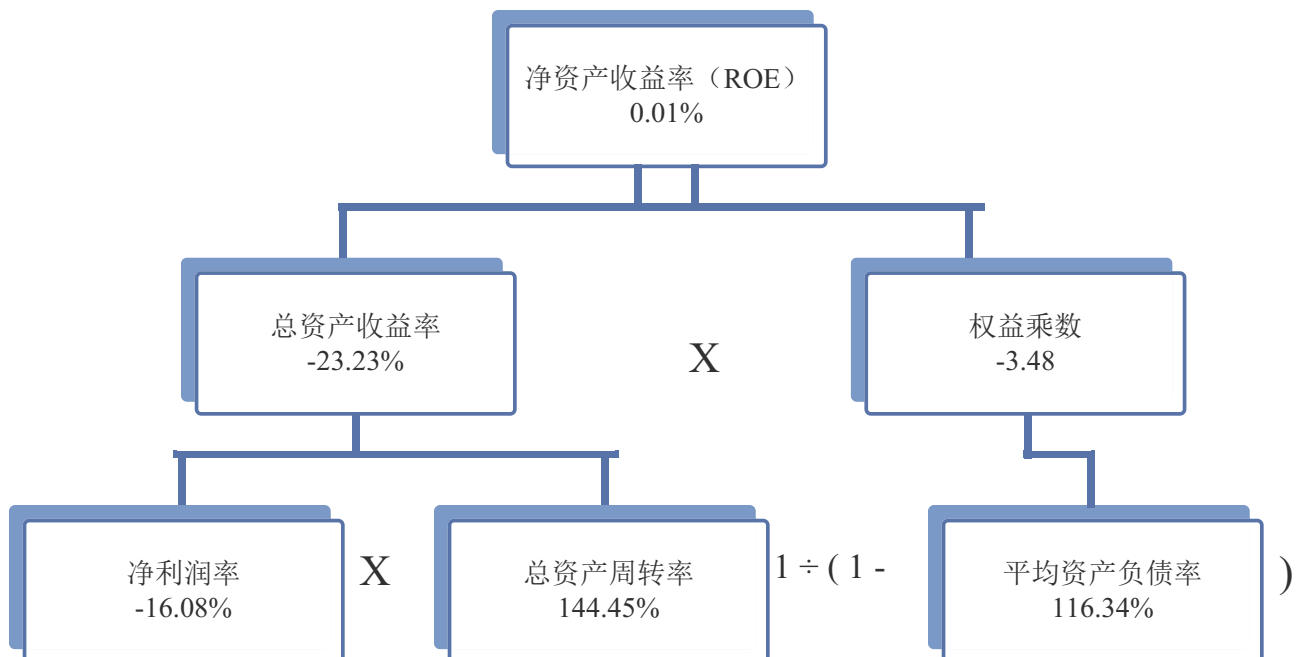 净资产收益率（ROE）
0.01%
总资产收益率
-23.23%
X
权益乘数
-3.48
净利润率
-16.08%
X
总资产周转率
144.45%
1 ÷ ( 1 -
平均资产负债率
116.34%
)